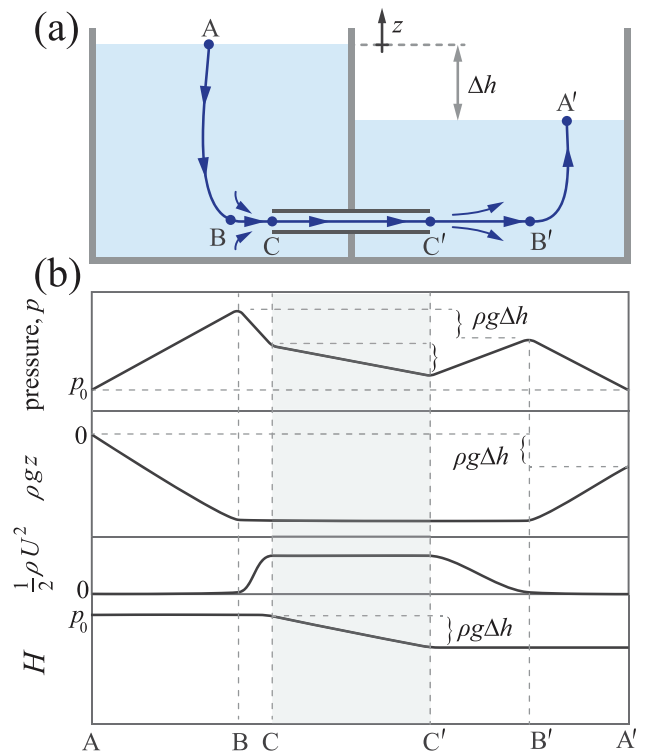 (a)
A
z
Δh
A′
B
C
C′
B′
(b)
pressure, p
ρgΔh
p₀
0
ρgz
ρgΔh
½ρU²
0
p₀
H
ρgΔh
A
B
C
C′
B′
A′